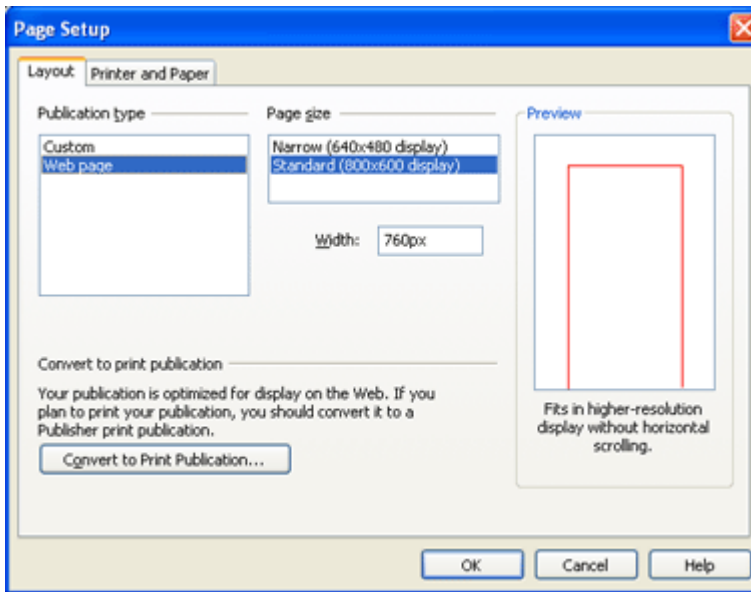 Page Setup
Layout
Printer and Paper
Publication type
Custom
Web page
Page size
Narrow (640x480 display)
Standard (800x600 display)
Width: 760px
Preview
Fits in higher-resolution
display without horizontal
scrolling.
Convert to print publication
Your publication is optimized for display on the Web. If you
plan to print your publication, you should convert it to a
Publisher print publication.
Convert to Print Publication...
OK
Cancel
Help